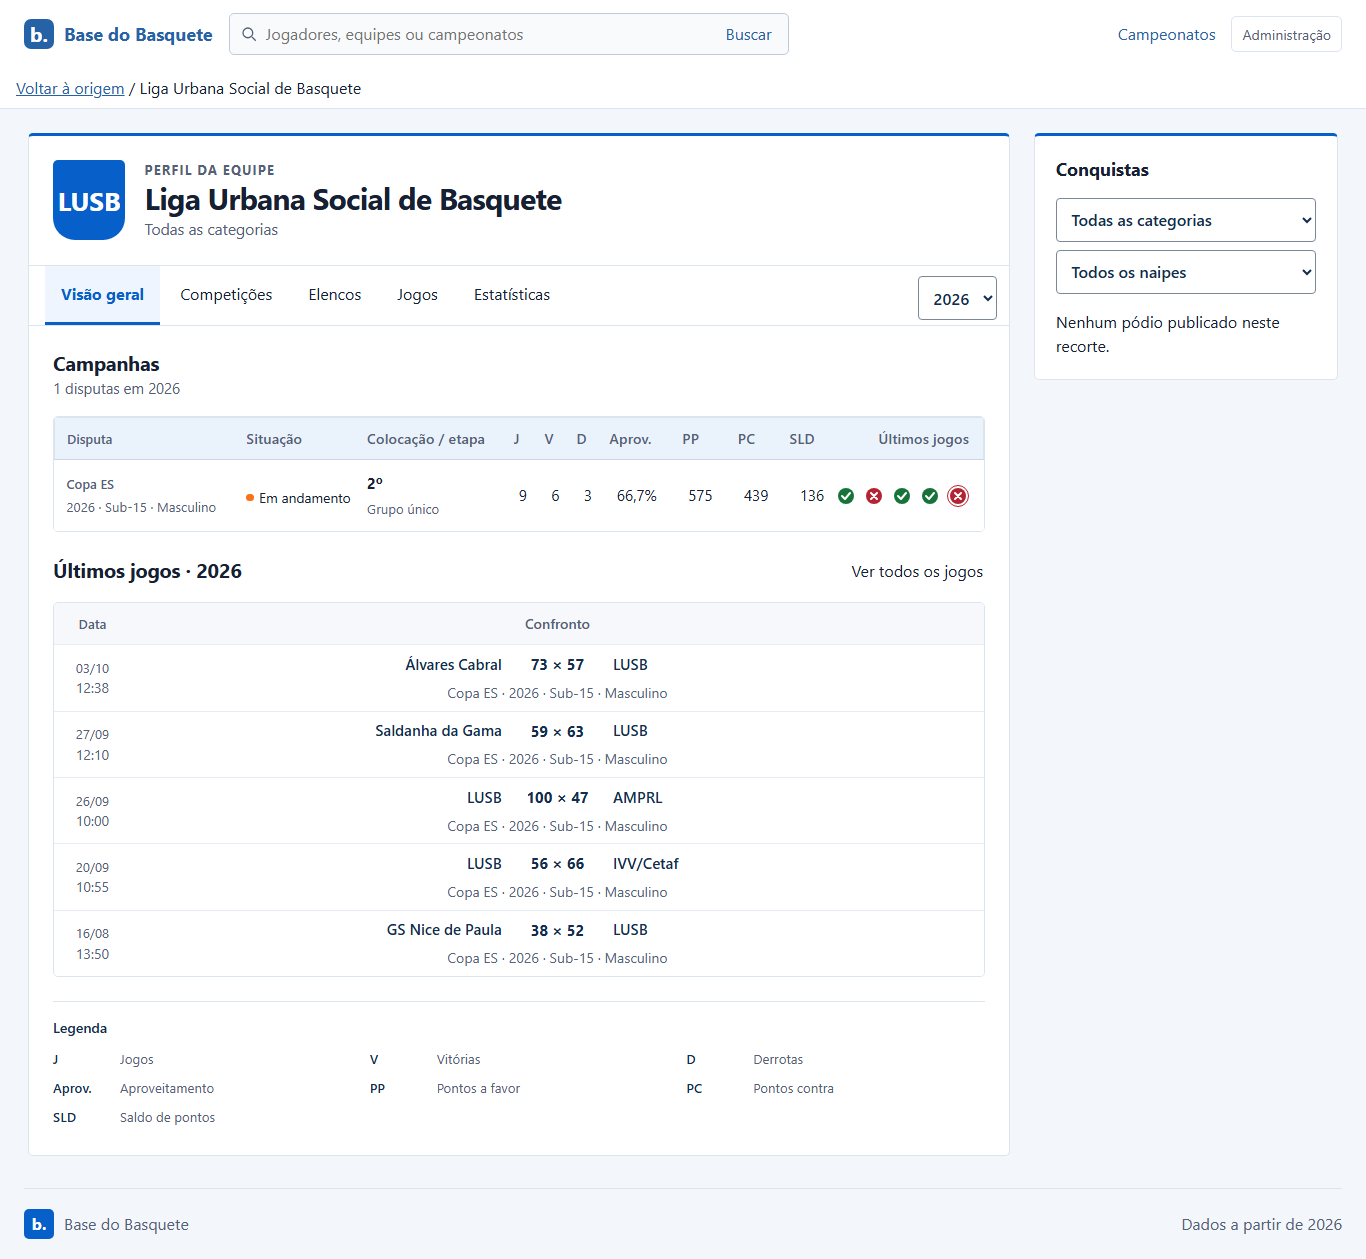 b. Base do Basquete Jogadores, equipes ou campeonatos Buscar Campeonatos Administração
Voltar à origem / Liga Urbana Social de Basquete
LUSB
PERFIL DA EQUIPE
Liga Urbana Social de Basquete
Todas as categorias
Visão geral Competições Elencos Jogos Estatísticas 2026
Campanhas
1 disputas em 2026
Disputa Situação Colocação / etapa J V D Aprov. PP PC SLD Últimos jogos
Copa ES
2026 · Sub-15 · Masculino
Em andamento
2º
Grupo único
9 6 3 66,7% 575 439 136
Últimos jogos · 2026 Ver todos os jogos
Data Confronto
03/10
12:38
Álvares Cabral 73 × 57 LUSB
Copa ES · 2026 · Sub-15 · Masculino
27/09
12:10
Saldanha da Gama 59 × 63 LUSB
Copa ES · 2026 · Sub-15 · Masculino
26/09
10:00
LUSB 100 × 47 AMPRL
Copa ES · 2026 · Sub-15 · Masculino
20/09
10:55
LUSB 56 × 66 IVV/Cetaf
Copa ES · 2026 · Sub-15 · Masculino
16/08
13:50
GS Nice de Paula 38 × 52 LUSB
Copa ES · 2026 · Sub-15 · Masculino
Legenda
J Jogos V Vitórias D Derrotas
Aprov. Aproveitamento PP Pontos a favor PC Pontos contra
SLD Saldo de pontos
Conquistas
Todas as categorias
Todos os naipes
Nenhum pódio publicado neste
recorte.
b. Base do Basquete Dados a partir de 2026